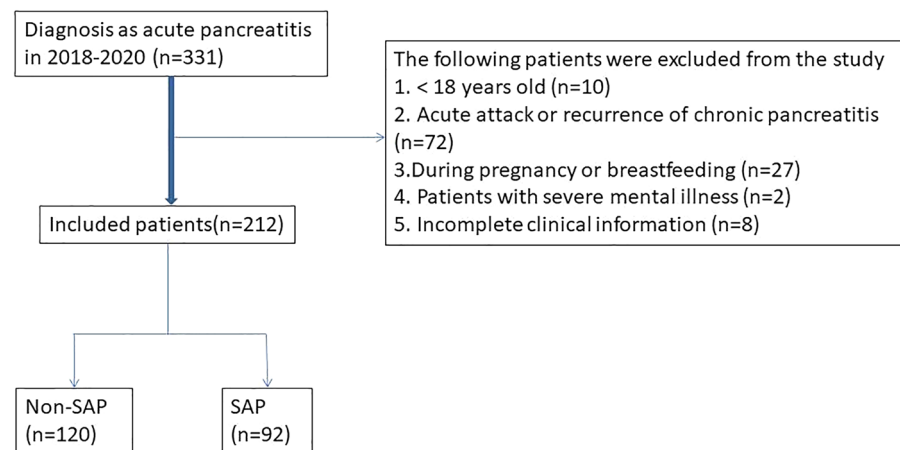 Diagnosis as acute pancreatitis
in 2018-2020 (n=331)
The following patients were excluded from the study
1. < 18 years old (n=10)
2. Acute attack or recurrence of chronic pancreatitis
(n=72)
3.During pregnancy or breastfeeding (n=27)
4. Patients with severe mental illness (n=2)
5. Incomplete clinical information (n=8)
Included patients(n=212)
Non-SAP
(n=120)
SAP
(n=92)